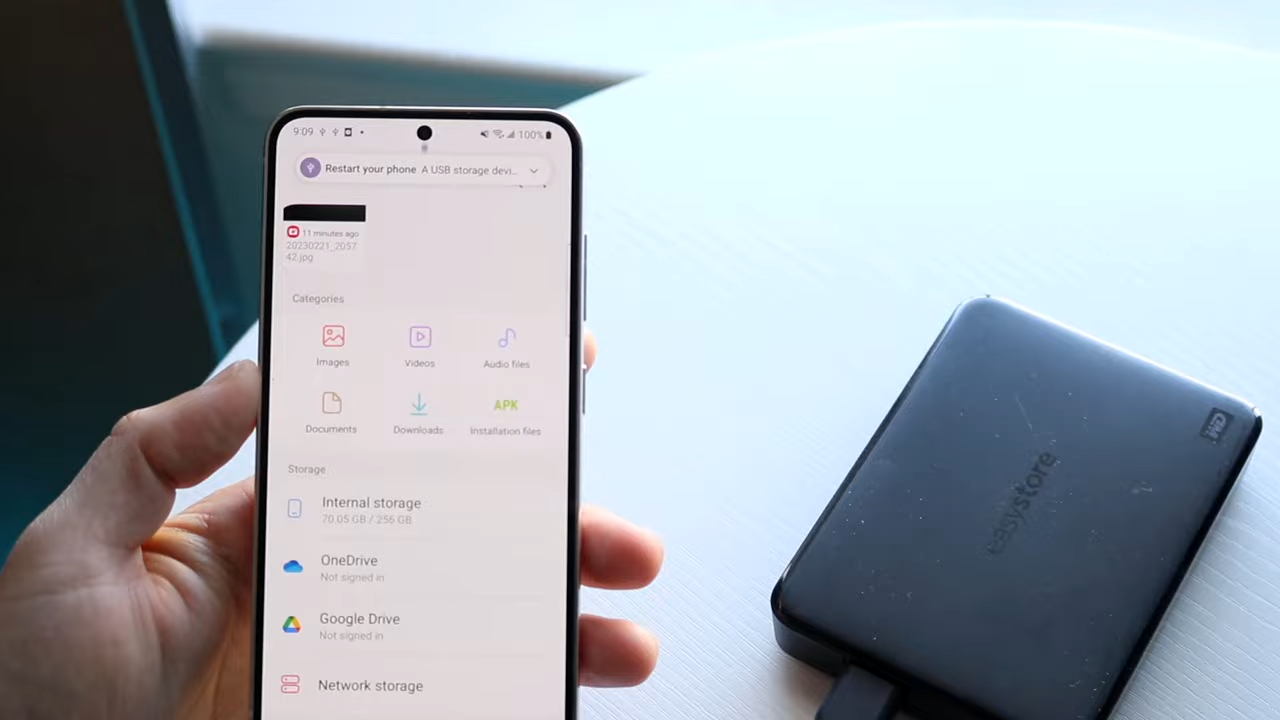 9:09 100%
Restart your phone A USB storage devi...
11 minutes ago
20230221_2057
42.jpg
Categories
Images Videos Audio files
APK
Documents Downloads Installation files
Storage
Internal storage
70.05 GB / 256 GB
OneDrive
Not signed in
Google Drive
Not signed in
Network storage
WD
easystore